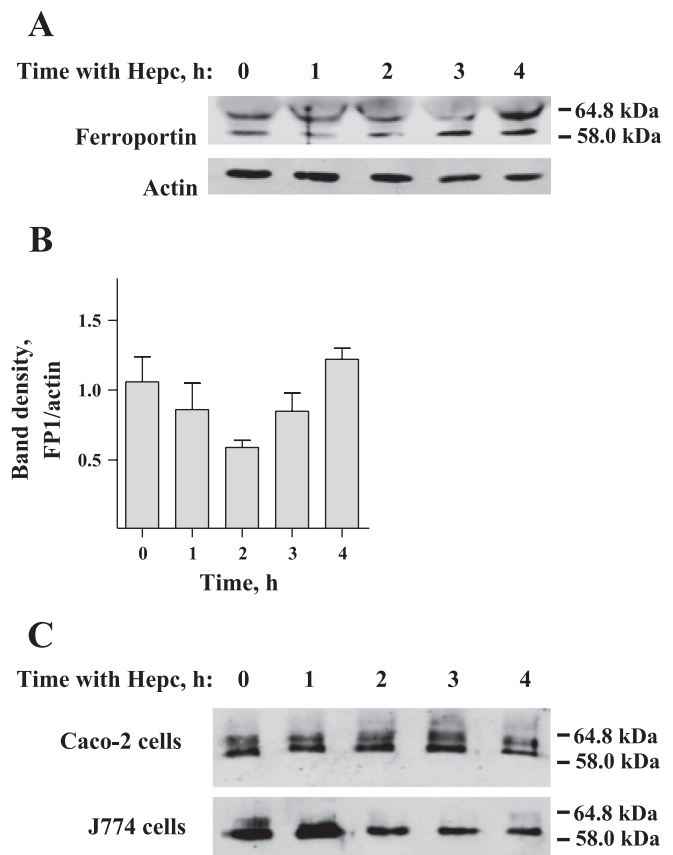 A
Time with Hepc, h: 0 1 2 3 4
64.8 kDa
Ferroportin
58.0 kDa
Actin
B
Band density,
FP1/actin
1.5
1.0
0.5
0 1 2 3 4
Time, h
C
Time with Hepc, h: 0 1 2 3 4
Caco-2 cells
64.8 kDa
58.0 kDa
J774 cells
64.8 kDa
58.0 kDa